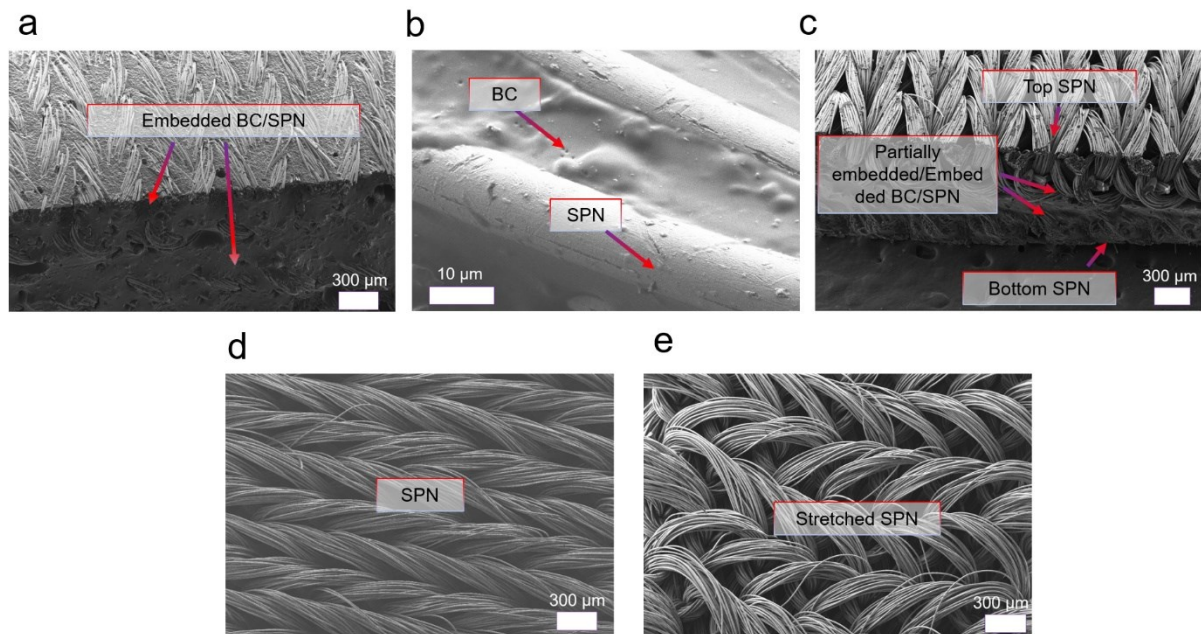 a
Embedded BC/SPN
300 µm
b
BC
SPN
10 µm
c
Top SPN
Partially
embedded/Embed
ded BC/SPN
Bottom SPN
300 µm
d
SPN
300 µm
e
Stretched SPN
300 µm